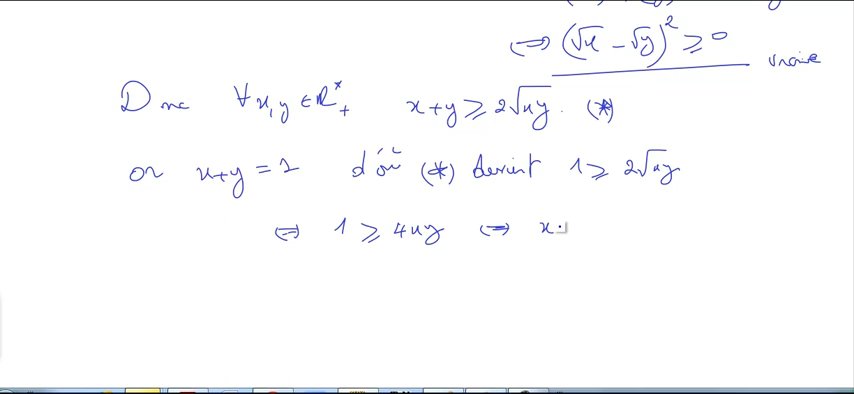 ⇔ (√x − √y)² ≥ 0 vraie
Donc ∀x,y ∈ ℝ*₊ x+y ≥ 2√xy. (*)
or x+y = 1 d'où (*) devient 1 ≥ 2√xy
⇔ 1 ≥ 4xy ⇔ x.